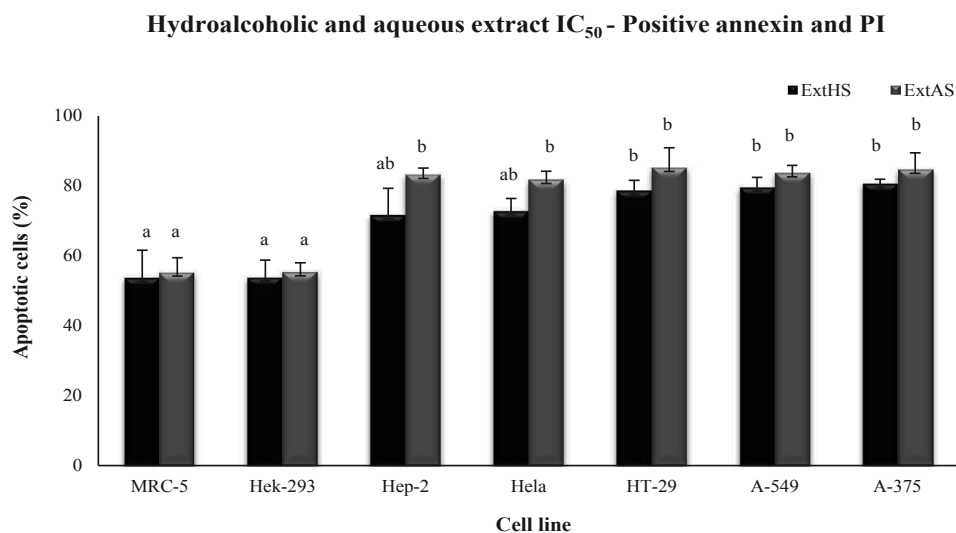 Hydroalcoholic and aqueous extract IC50 - Positive annexin and PI
ExtHS ExtAS
100
80
60
40
20
0
Apoptotic cells (%)
a a a a ab b ab b b b b b b b
MRC-5 Hek-293 Hep-2 Hela HT-29 A-549 A-375
Cell line